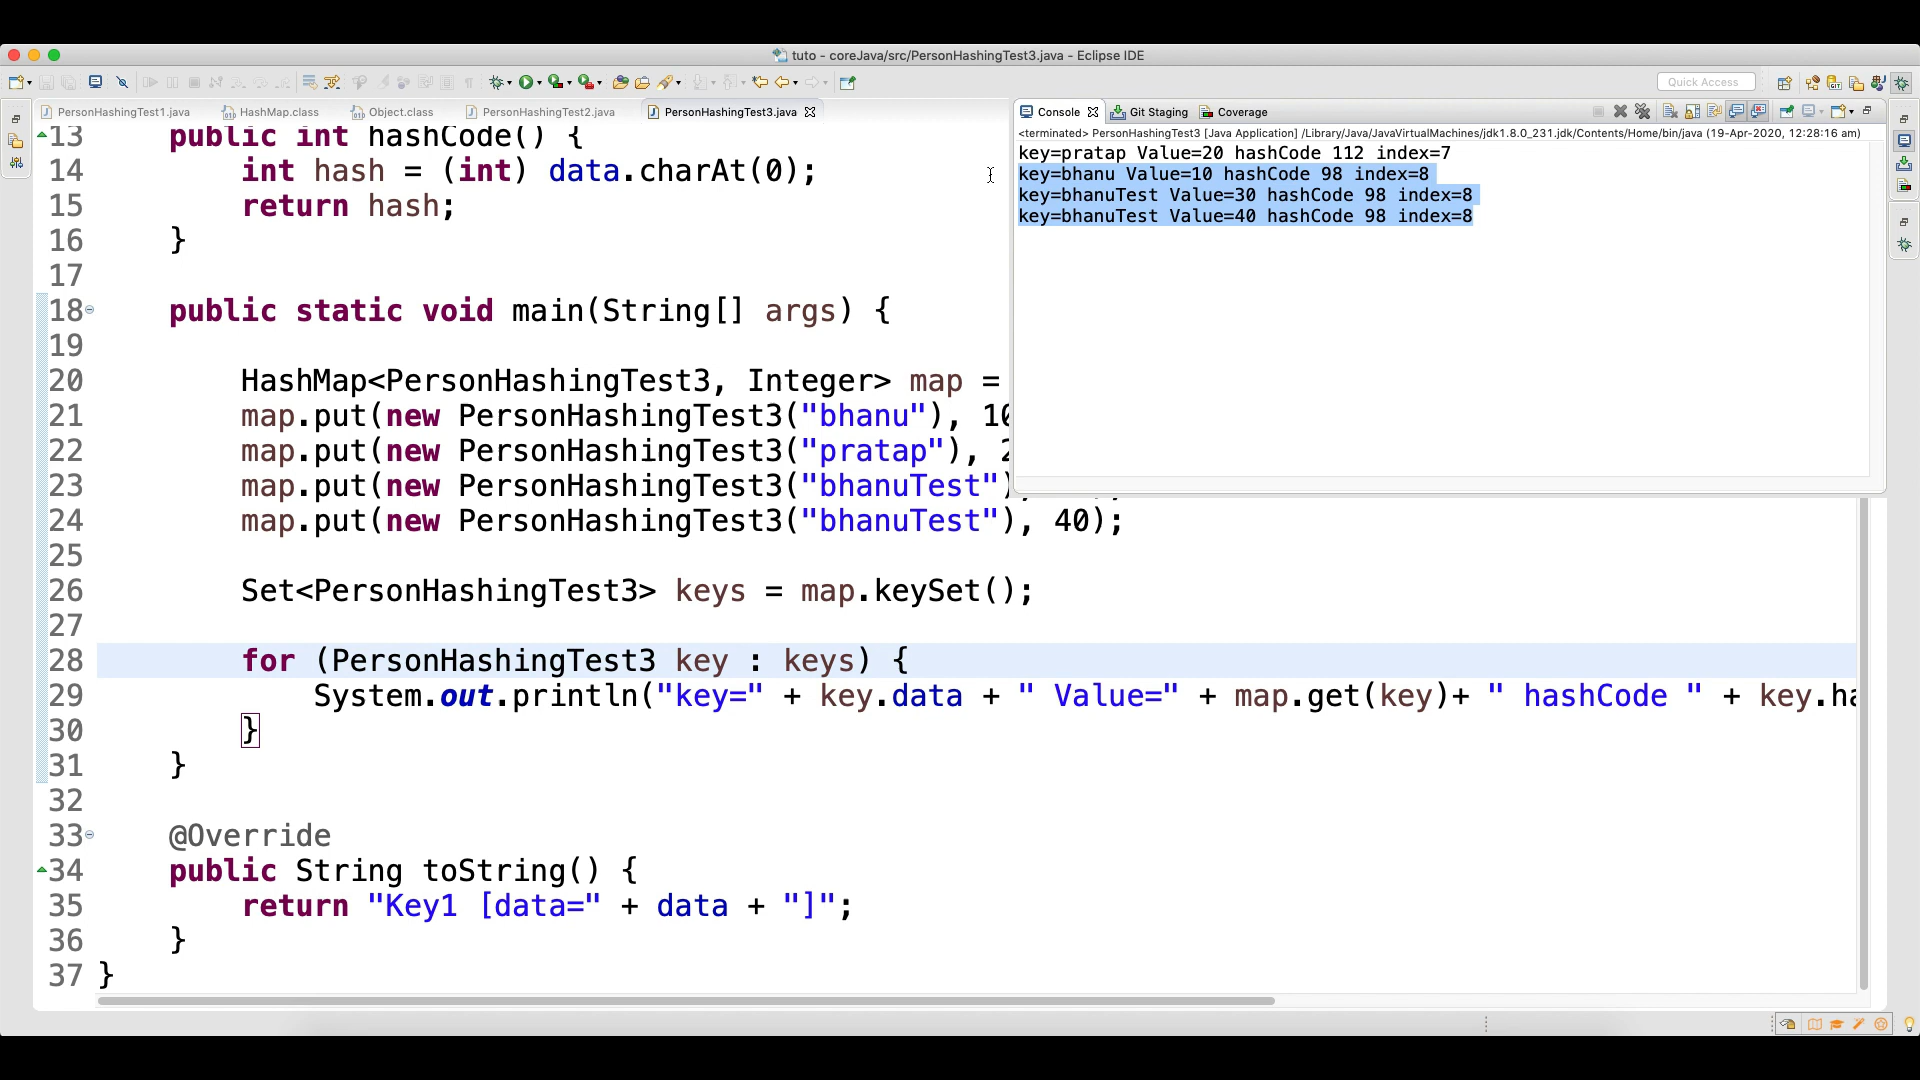 tuto - coreJava/src/PersonHashingTest3.java - Eclipse IDE
Quick Access
PersonHashingTest1.java HashMap.class Object.class PersonHashingTest2.java PersonHashingTest3.java
Console Git Staging Coverage
<terminated> PersonHashingTest3 [Java Application] /Library/Java/JavaVirtualMachines/jdk1.8.0_231.jdk/Contents/Home/bin/java (19-Apr-2020, 12:28:16 am)
key=pratap Value=20 hashCode 112 index=7
key=bhanu Value=10 hashCode 98 index=8
key=bhanuTest Value=30 hashCode 98 index=8
key=bhanuTest Value=40 hashCode 98 index=8
13 public int hashCode() {
14 int hash = (int) data.charAt(0);
15 return hash;
16 }
17
18 public static void main(String[] args) {
19
20 HashMap<PersonHashingTest3, Integer> map =
21 map.put(new PersonHashingTest3("bhanu"), 10
22 map.put(new PersonHashingTest3("pratap"),
23 map.put(new PersonHashingTest3("bhanuTest")
24 map.put(new PersonHashingTest3("bhanuTest"), 40);
25
26 Set<PersonHashingTest3> keys = map.keySet();
27
28 for (PersonHashingTest3 key : keys) {
29 System.out.println("key=" + key.data + " Value=" + map.get(key)+ " hashCode " + key.ha
30 }
31 }
32
33 @Override
34 public String toString() {
35 return "Key1 [data=" + data + "]";
36 }
37 }